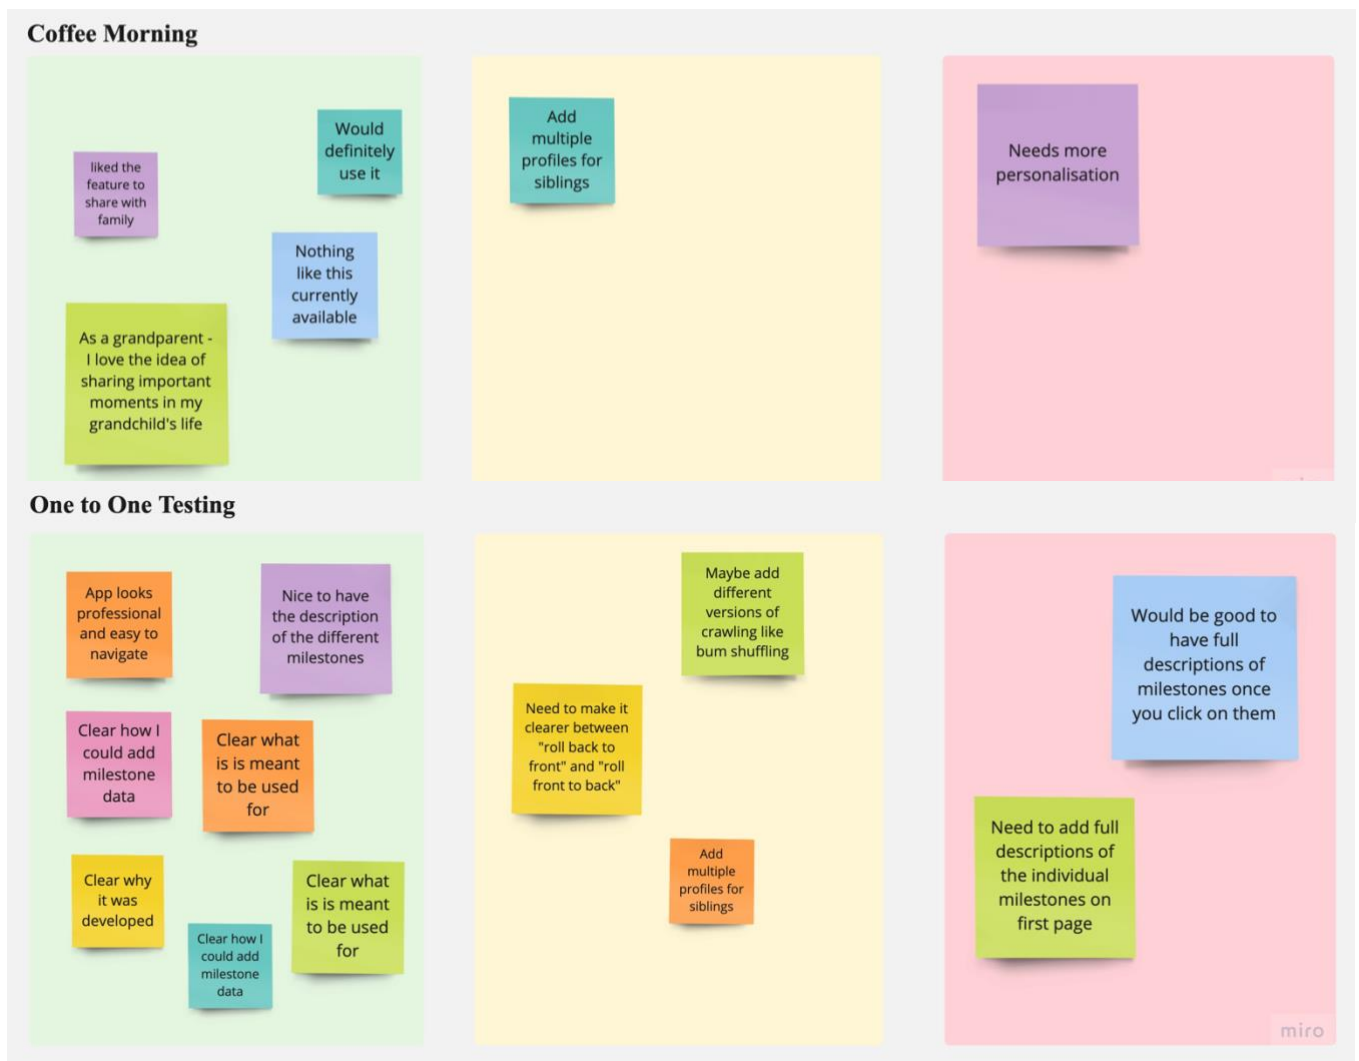 Coffee Morning
liked the
feature to
share with
family
Would
definitely
use it
Nothing
like this
currently
available
As a grandparent -
I love the idea of
sharing important
moments in my
grandchild's life
Add
multiple
profiles for
siblings
Needs more
personalisation
One to One Testing
App looks
professional
and easy to
navigate
Nice to have
the description
of the different
milestones
Clear how I
could add
milestone
data
Clear what
is is meant
to be used
for
Clear why
it was
developed
Clear how I
could add
milestone
data
Clear what
is is meant
to be used
for
Maybe add
different
versions of
crawling like
bum shuffling
Need to make it
clearer between
"roll back to
front" and "roll
front to back"
Add
multiple
profiles for
siblings
Would be good to
have full
descriptions of
milestones once
you click on them
Need to add full
descriptions of
the individual
milestones on
first page
miro